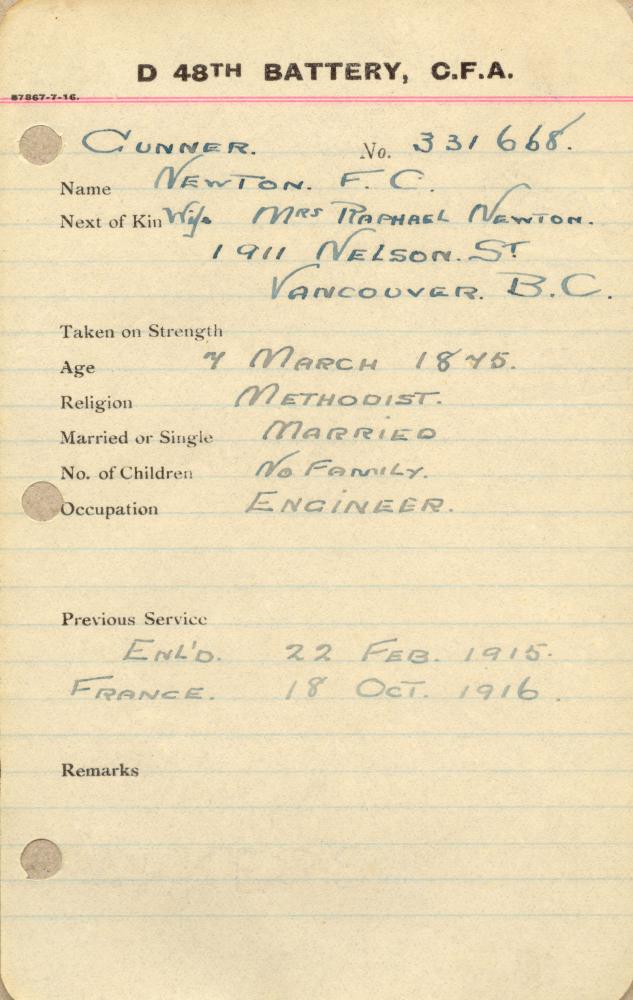 D 48TH BATTERY, C.F.A.
87867-7-16.
GUNNER. No. 331668.
Name NEWTON. F. C.
Next of Kin Wife MRS RAPHAEL NEWTON.
1911 NELSON. ST
VANCOUVER. B.C.
Taken on Strength
Age 7 MARCH 1875.
Religion METHODIST.
Married or Single MARRIED
No. of Children NO FAMILY.
Occupation ENGINEER.
Previous Service
ENL'D. 22 FEB. 1915.
FRANCE. 18 OCT. 1916.
Remarks